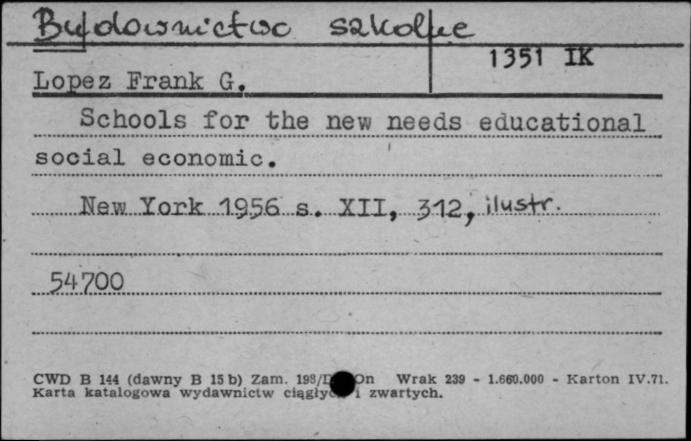 Budownictwo szkolne
1351 IK
Lopez Frank G.
Schools for the new needs educational
social economic.
New York 1956 s. XII, 312, ilustr.
54700
CWD B 144 (dawny B 15 b) Zam. 198/ On Wrak 239 - 1.660.000 - Karton IV.71.
Karta katalogowa wydawnictw i zwartych.